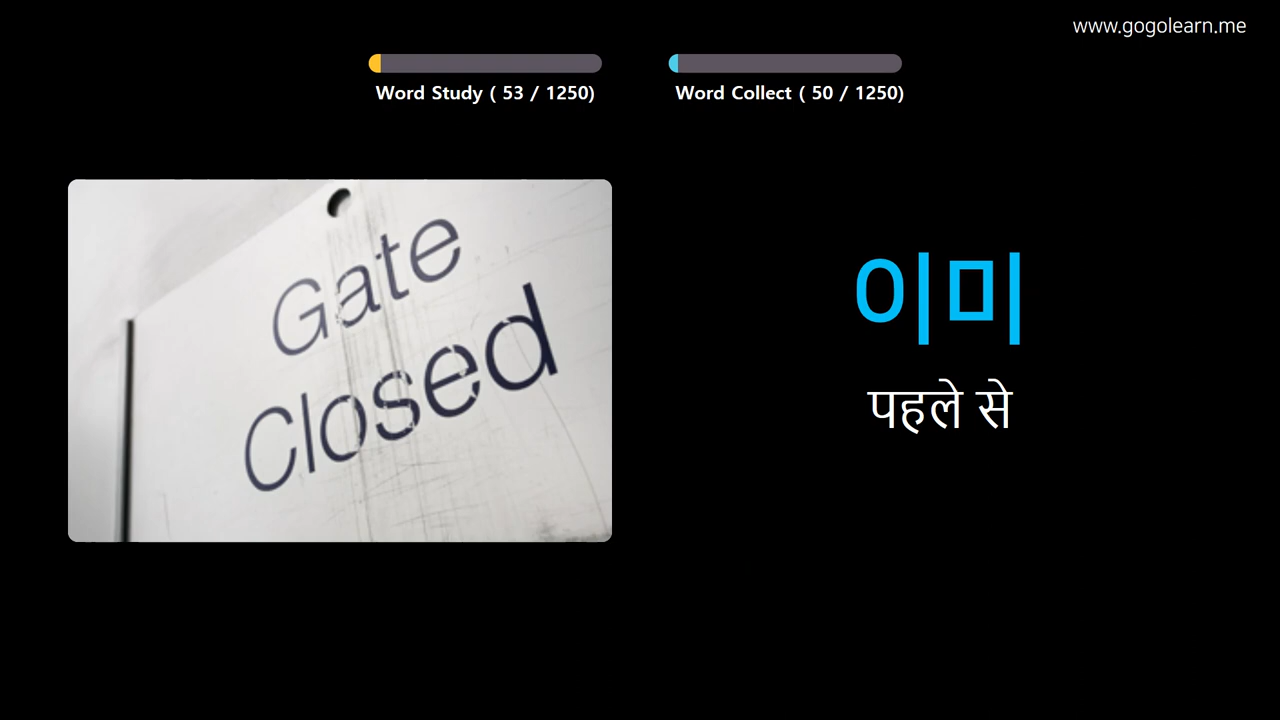 www.gogolearn.me
Word Study ( 53 / 1250)
Word Collect ( 50 / 1250)
Gate
Closed
이미
पहले से